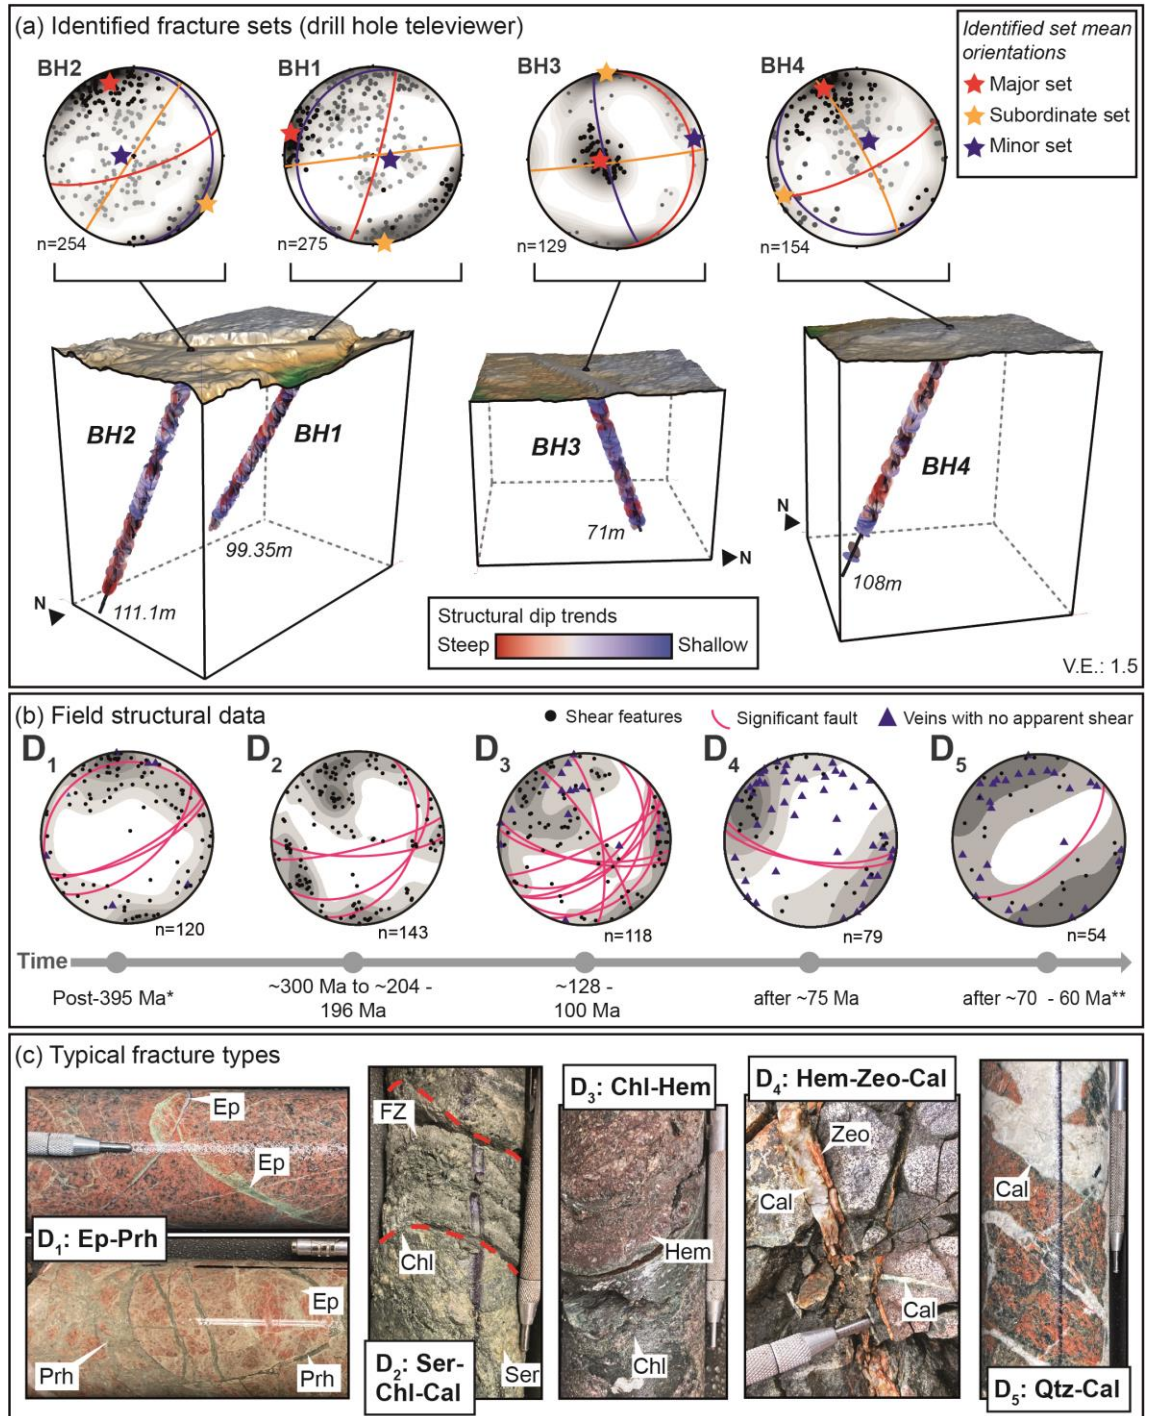 (a) Identified fracture sets (drill hole televiewer)
Identified set mean
orientations
Major set
Subordinate set
Minor set
BH2
BH1
BH3
BH4
n=254
n=275
n=129
n=154
BH2
BH1
BH3
BH4
N
111.1m
99.35m
71m
N
N
108m
Structural dip trends
Steep
Shallow
V.E.: 1.5
(b) Field structural data
Shear features
Significant fault
Veins with no apparent shear
D₁
D₂
D₃
D₄
D₅
n=120
n=143
n=118
n=79
n=54
Time
Post-395 Ma*
~300 Ma to ~204 -
196 Ma
~128 -
100 Ma
after ~75 Ma
after ~70 - 60 Ma**
(c) Typical fracture types
Ep
Ep
D₁: Ep-Prh
Ep
Prh
Prh
FZ
Chl
Ser
D₂: Ser-
Chl-Cal
D₃: Chl-Hem
Hem
Chl
D₄: Hem-Zeo-Cal
Zeo
Cal
Cal
Cal
D₅: Qtz-Cal